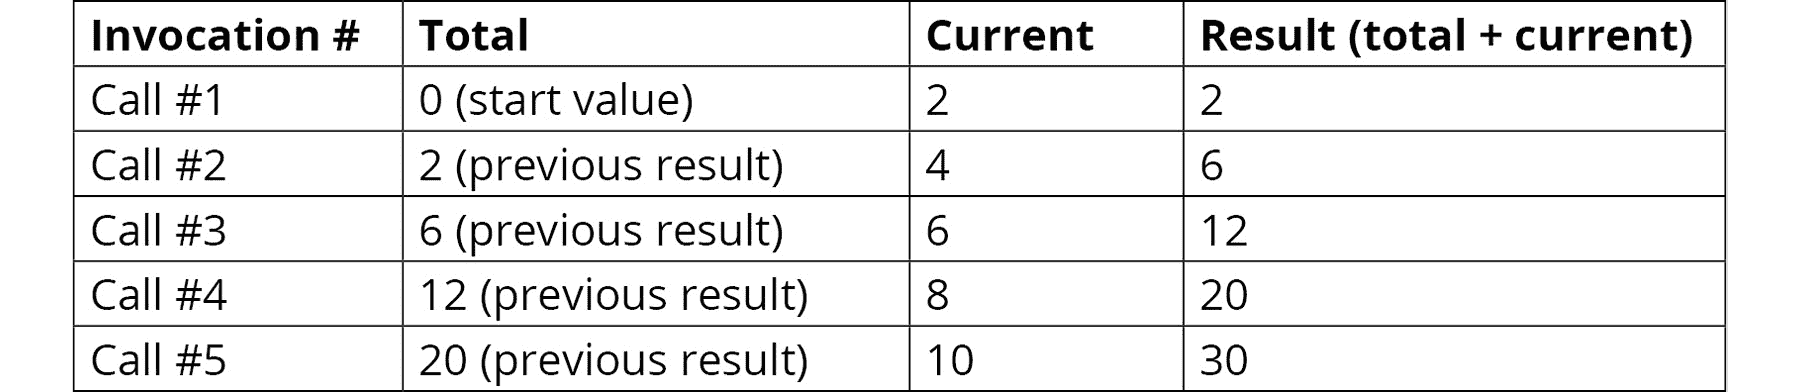 Invocation # Total Current Result (total + current)
Call #1 0 (start value) 2 2
Call #2 2 (previous result) 4 6
Call #3 6 (previous result) 6 12
Call #4 12 (previous result) 8 20
Call #5 20 (previous result) 10 30